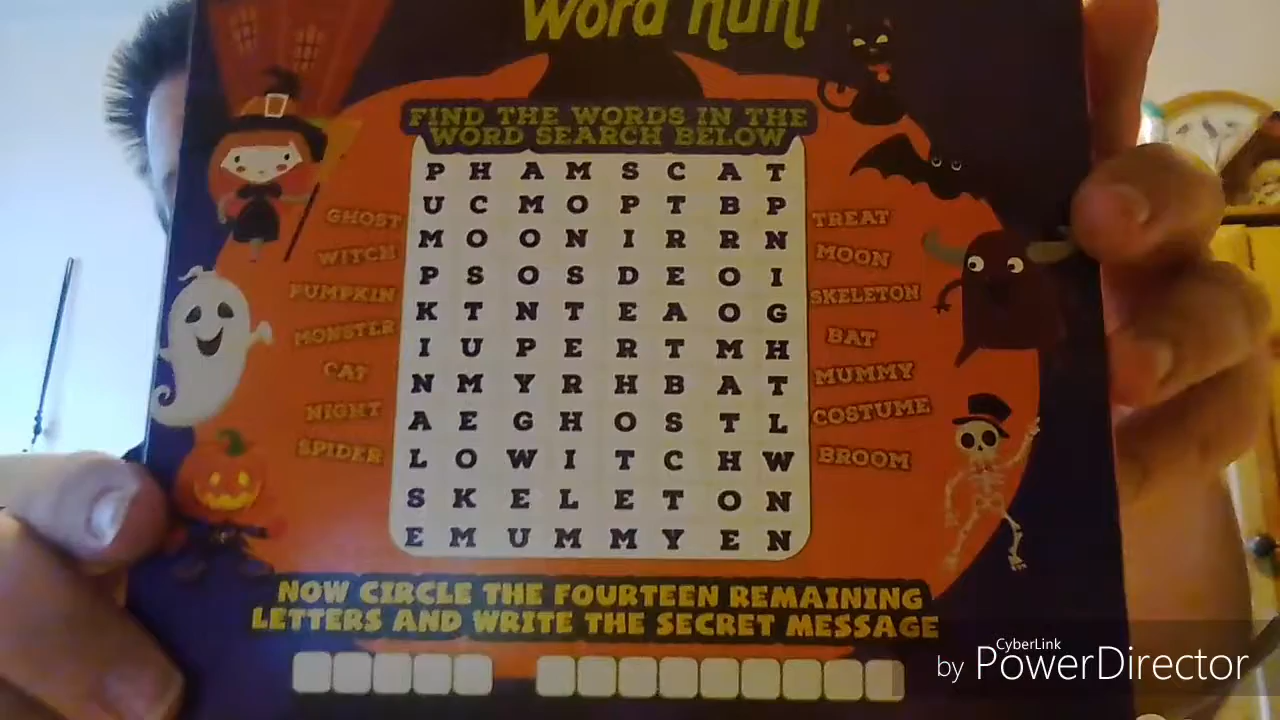 Word Hunt
FIND THE WORDS IN THE
WORD SEARCH BELOW
P H A M S C A T
U C M O P T B P
M O O N I R R N
P S O S D E O I
K T N T E A O G
I U P E R T M H
N M Y R H B A T
A E G H O S T L
L O W I T C H W
S K E L E T O N
E M U M M Y E N
GHOST
WITCH
PUMPKIN
MONSTER
CAT
NIGHT
SPIDER
TREAT
MOON
SKELETON
BAT
MUMMY
COSTUME
BROOM
NOW CIRCLE THE FOURTEEN REMAINING
LETTERS AND WRITE THE SECRET MESSAGE
CyberLink
by PowerDirector